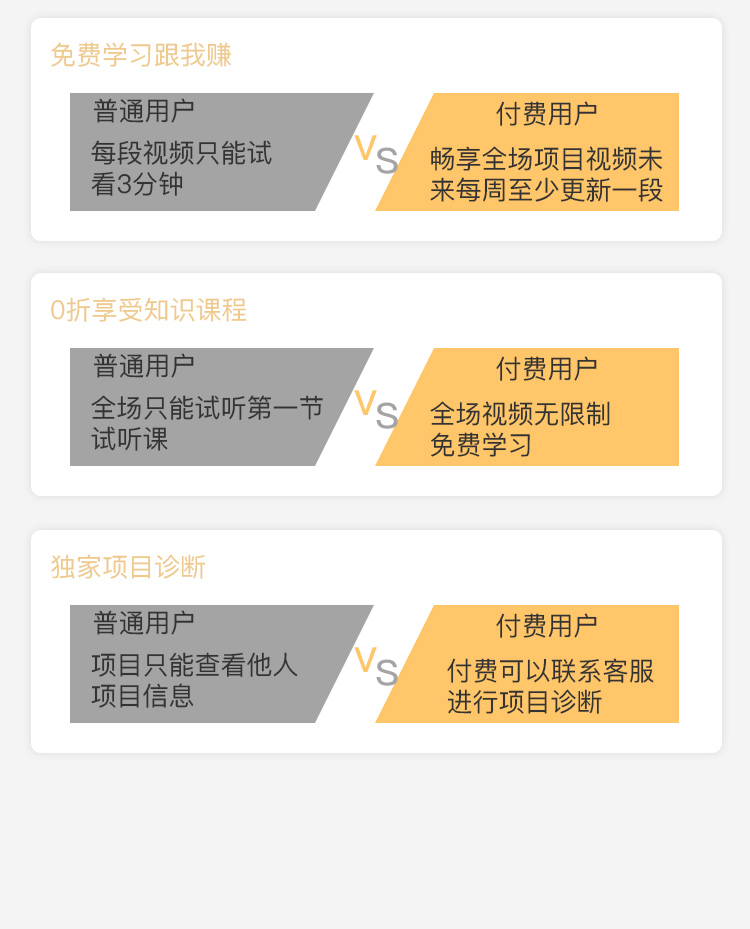 免费学习跟我赚
普通用户
每段视频只能试
看3分钟
VS
付费用户
畅享全场项目视频未
来每周至少更新一段
0折享受知识课程
普通用户
全场只能试听第一节
试听课
VS
付费用户
全场视频无限制
免费学习
独家项目诊断
普通用户
项目只能查看他人
项目信息
VS
付费用户
付费可以联系客服
进行项目诊断